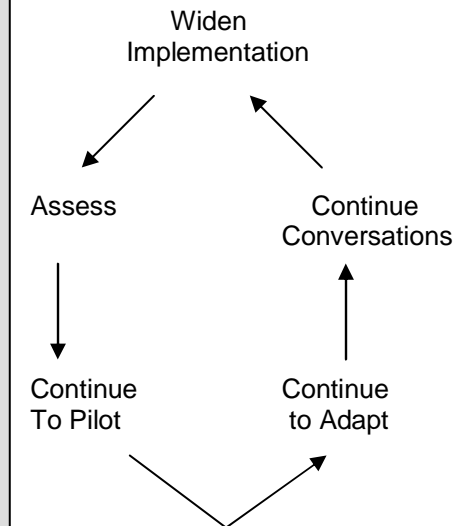 Widen
Implementation
Assess
Continue
Conversations
Continue
To Pilot
Continue
to Adapt